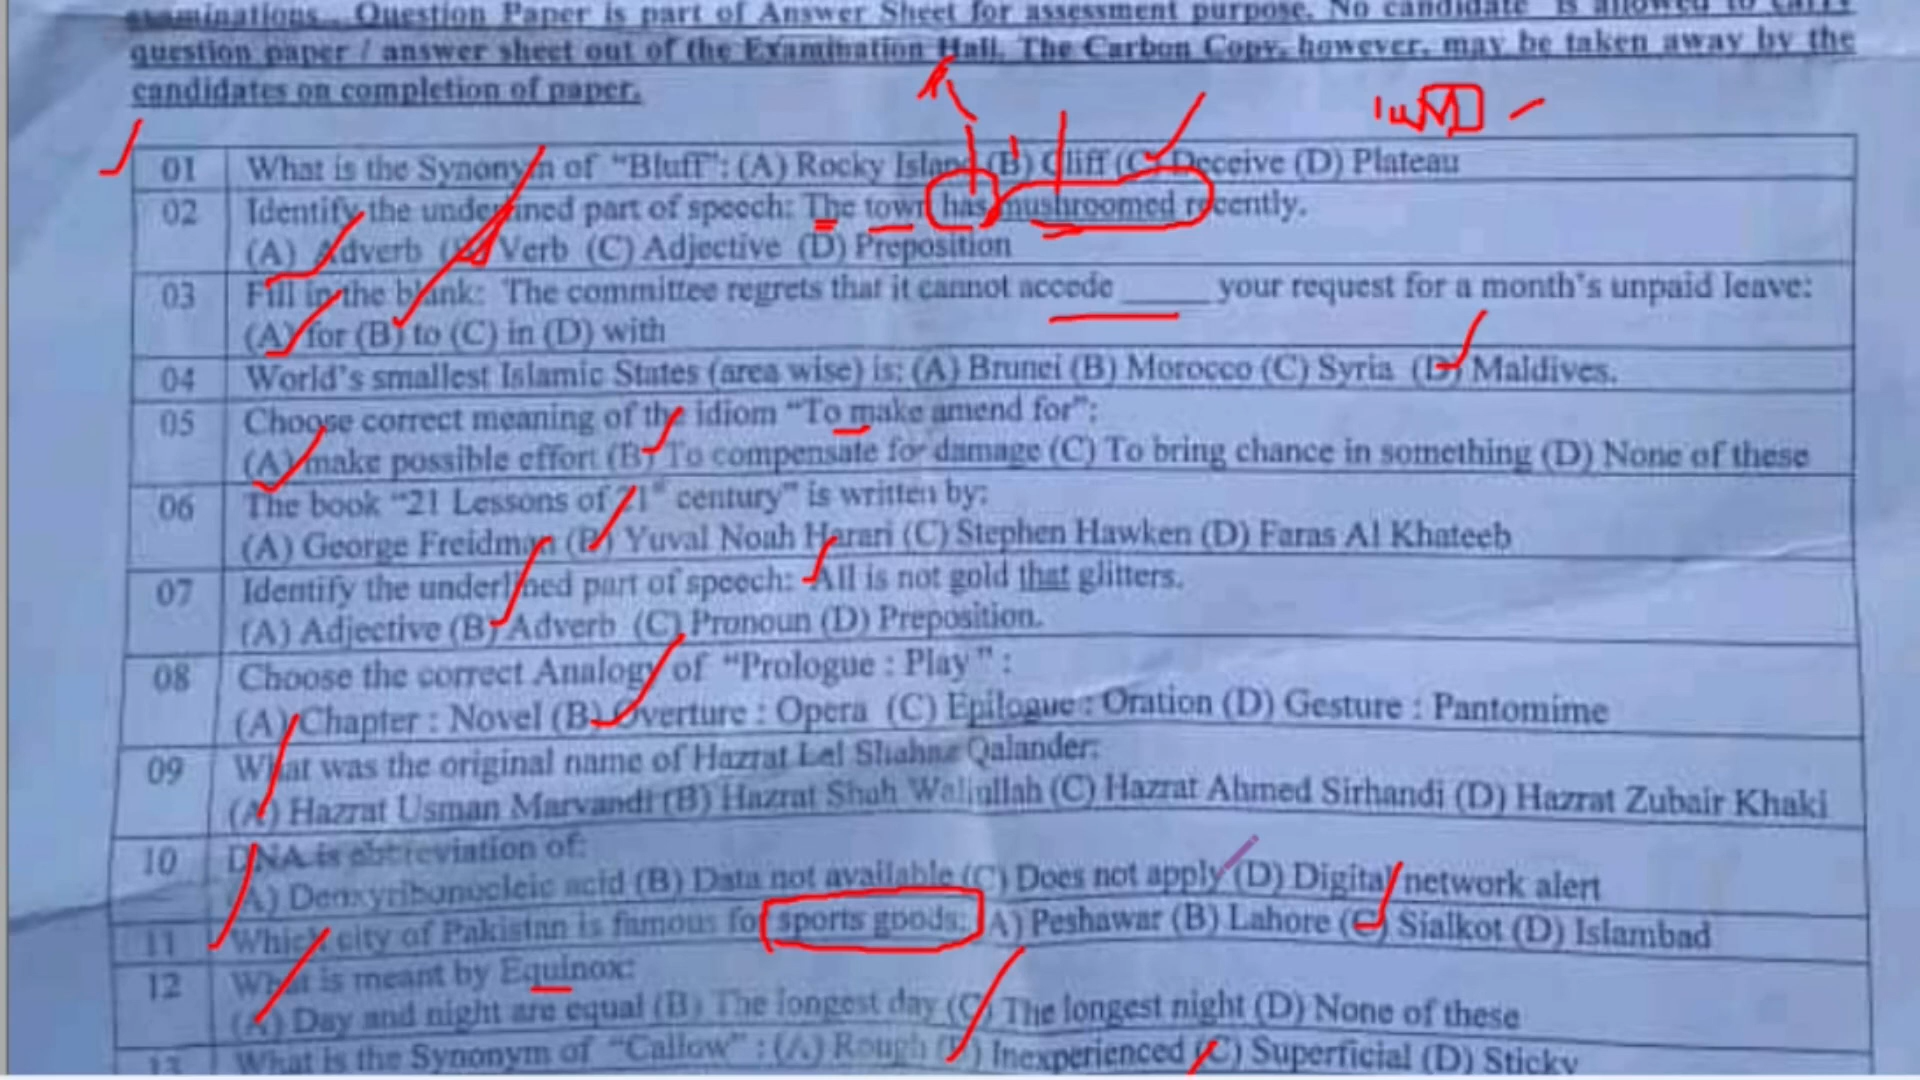 examinations. Question Paper is part of Answer Sheet for assessment purpose. No candidate is allowed to carry
question paper / answer sheet out of the Examination Hall. The Carbon Copy, however, may be taken away by the
candidates on completion of paper.
01 What is the Synonym of "Bluff": (A) Rocky Island (B) Cliff (C) Deceive (D) Plateau
02 Identify the underlined part of speech: The town has mushroomed recently.
(A) Adverb (B) Verb (C) Adjective (D) Preposition
03 Fill in the blank: The committee regrets that it cannot accede _____ your request for a month's unpaid leave:
(A) for (B) to (C) in (D) with
04 World's smallest Islamic States (area wise) is: (A) Brunei (B) Morocco (C) Syria (D) Maldives.
05 Choose correct meaning of the idiom "To make amend for":
(A) make possible effort (B) To compensate for damage (C) To bring chance in something (D) None of these
06 The book "21 Lessons of 21st century" is written by:
(A) George Freidman (B) Yuval Noah Harari (C) Stephen Hawken (D) Faras Al Khateeb
07 Identify the underlined part of speech: All is not gold that glitters.
(A) Adjective (B) Adverb (C) Pronoun (D) Preposition.
08 Choose the correct Analogy of "Prologue : Play" :
(A) Chapter : Novel (B) Overture : Opera (C) Epilogue : Oration (D) Gesture : Pantomime
09 What was the original name of Hazrat Lal Shahaz Qalander:
(A) Hazrat Usman Marvandi (B) Hazrat Shah Waliullah (C) Hazrat Ahmed Sirhandi (D) Hazrat Zubair Khaki
10 DNA is abbreviation of:
(A) Deoxyribonucleic acid (B) Data not available (C) Does not apply (D) Digital network alert
11 Which city of Pakistan is famous for sports goods: (A) Peshawar (B) Lahore (C) Sialkot (D) Islambad
12 What is meant by Equinox:
(A) Day and night are equal (B) The longest day (C) The longest night (D) None of these
13 What is the Synonym of "Callow" : (A) Rough (B) Inexperienced (C) Superficial (D) Sticky